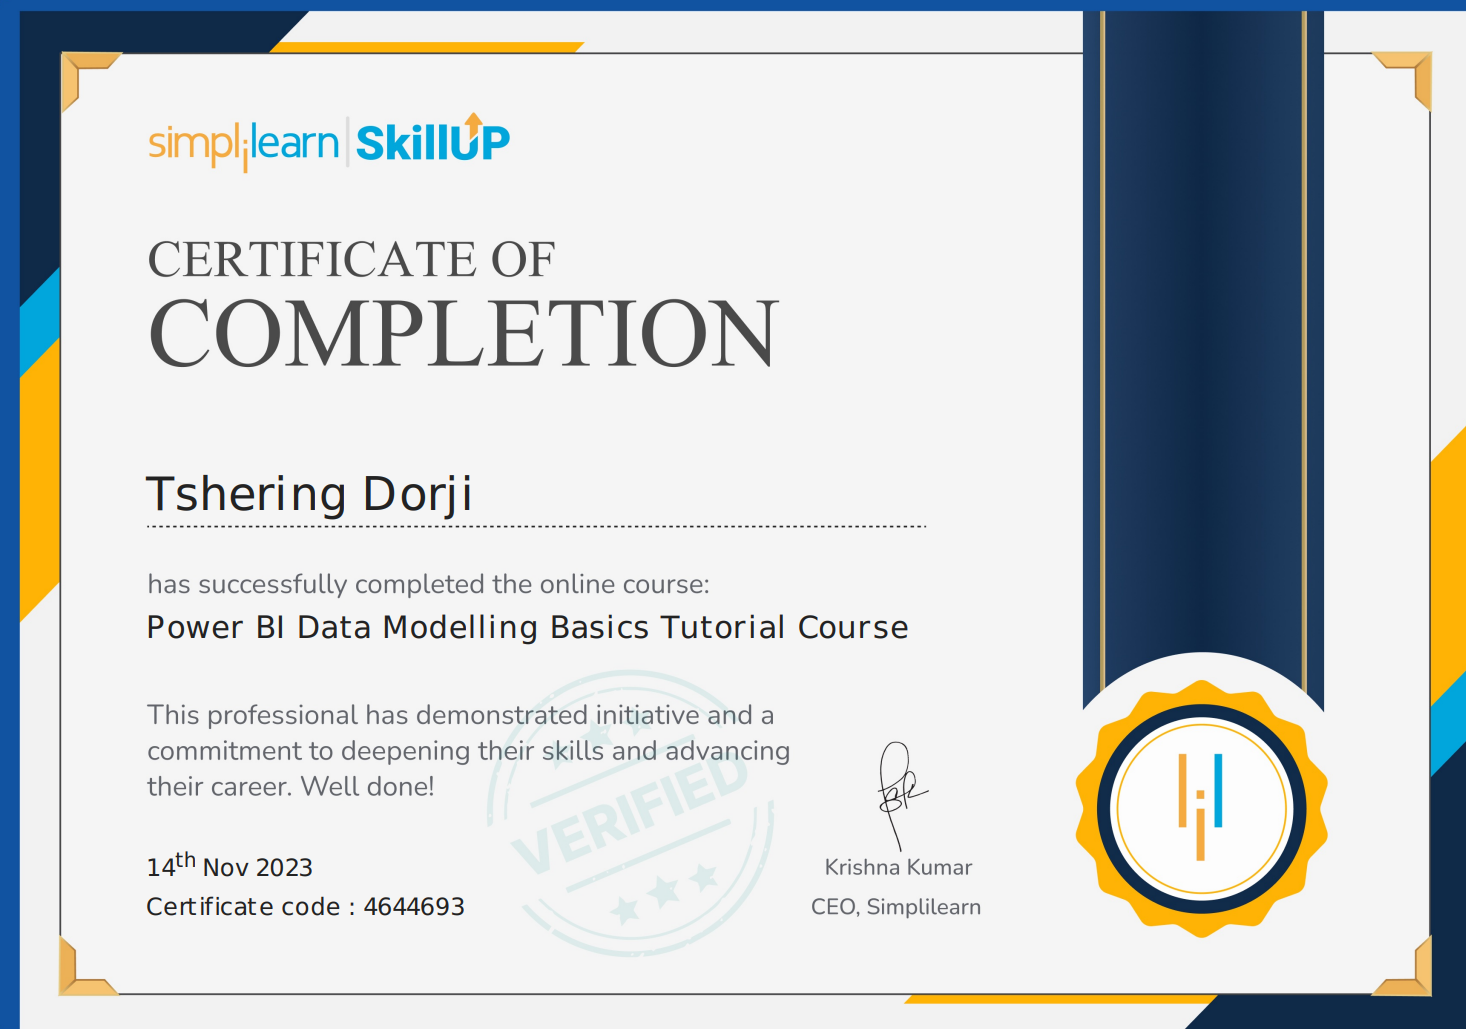 simplilearn | SkillUP
CERTIFICATE OF
COMPLETION
Tshering Dorji
has successfully completed the online course:
Power BI Data Modelling Basics Tutorial Course
This professional has demonstrated initiative and a
commitment to deepening their skills and advancing
their career. Well done!
VERIFIED
14th Nov 2023
Certificate code : 4644693
Krishna Kumar
CEO, Simplilearn